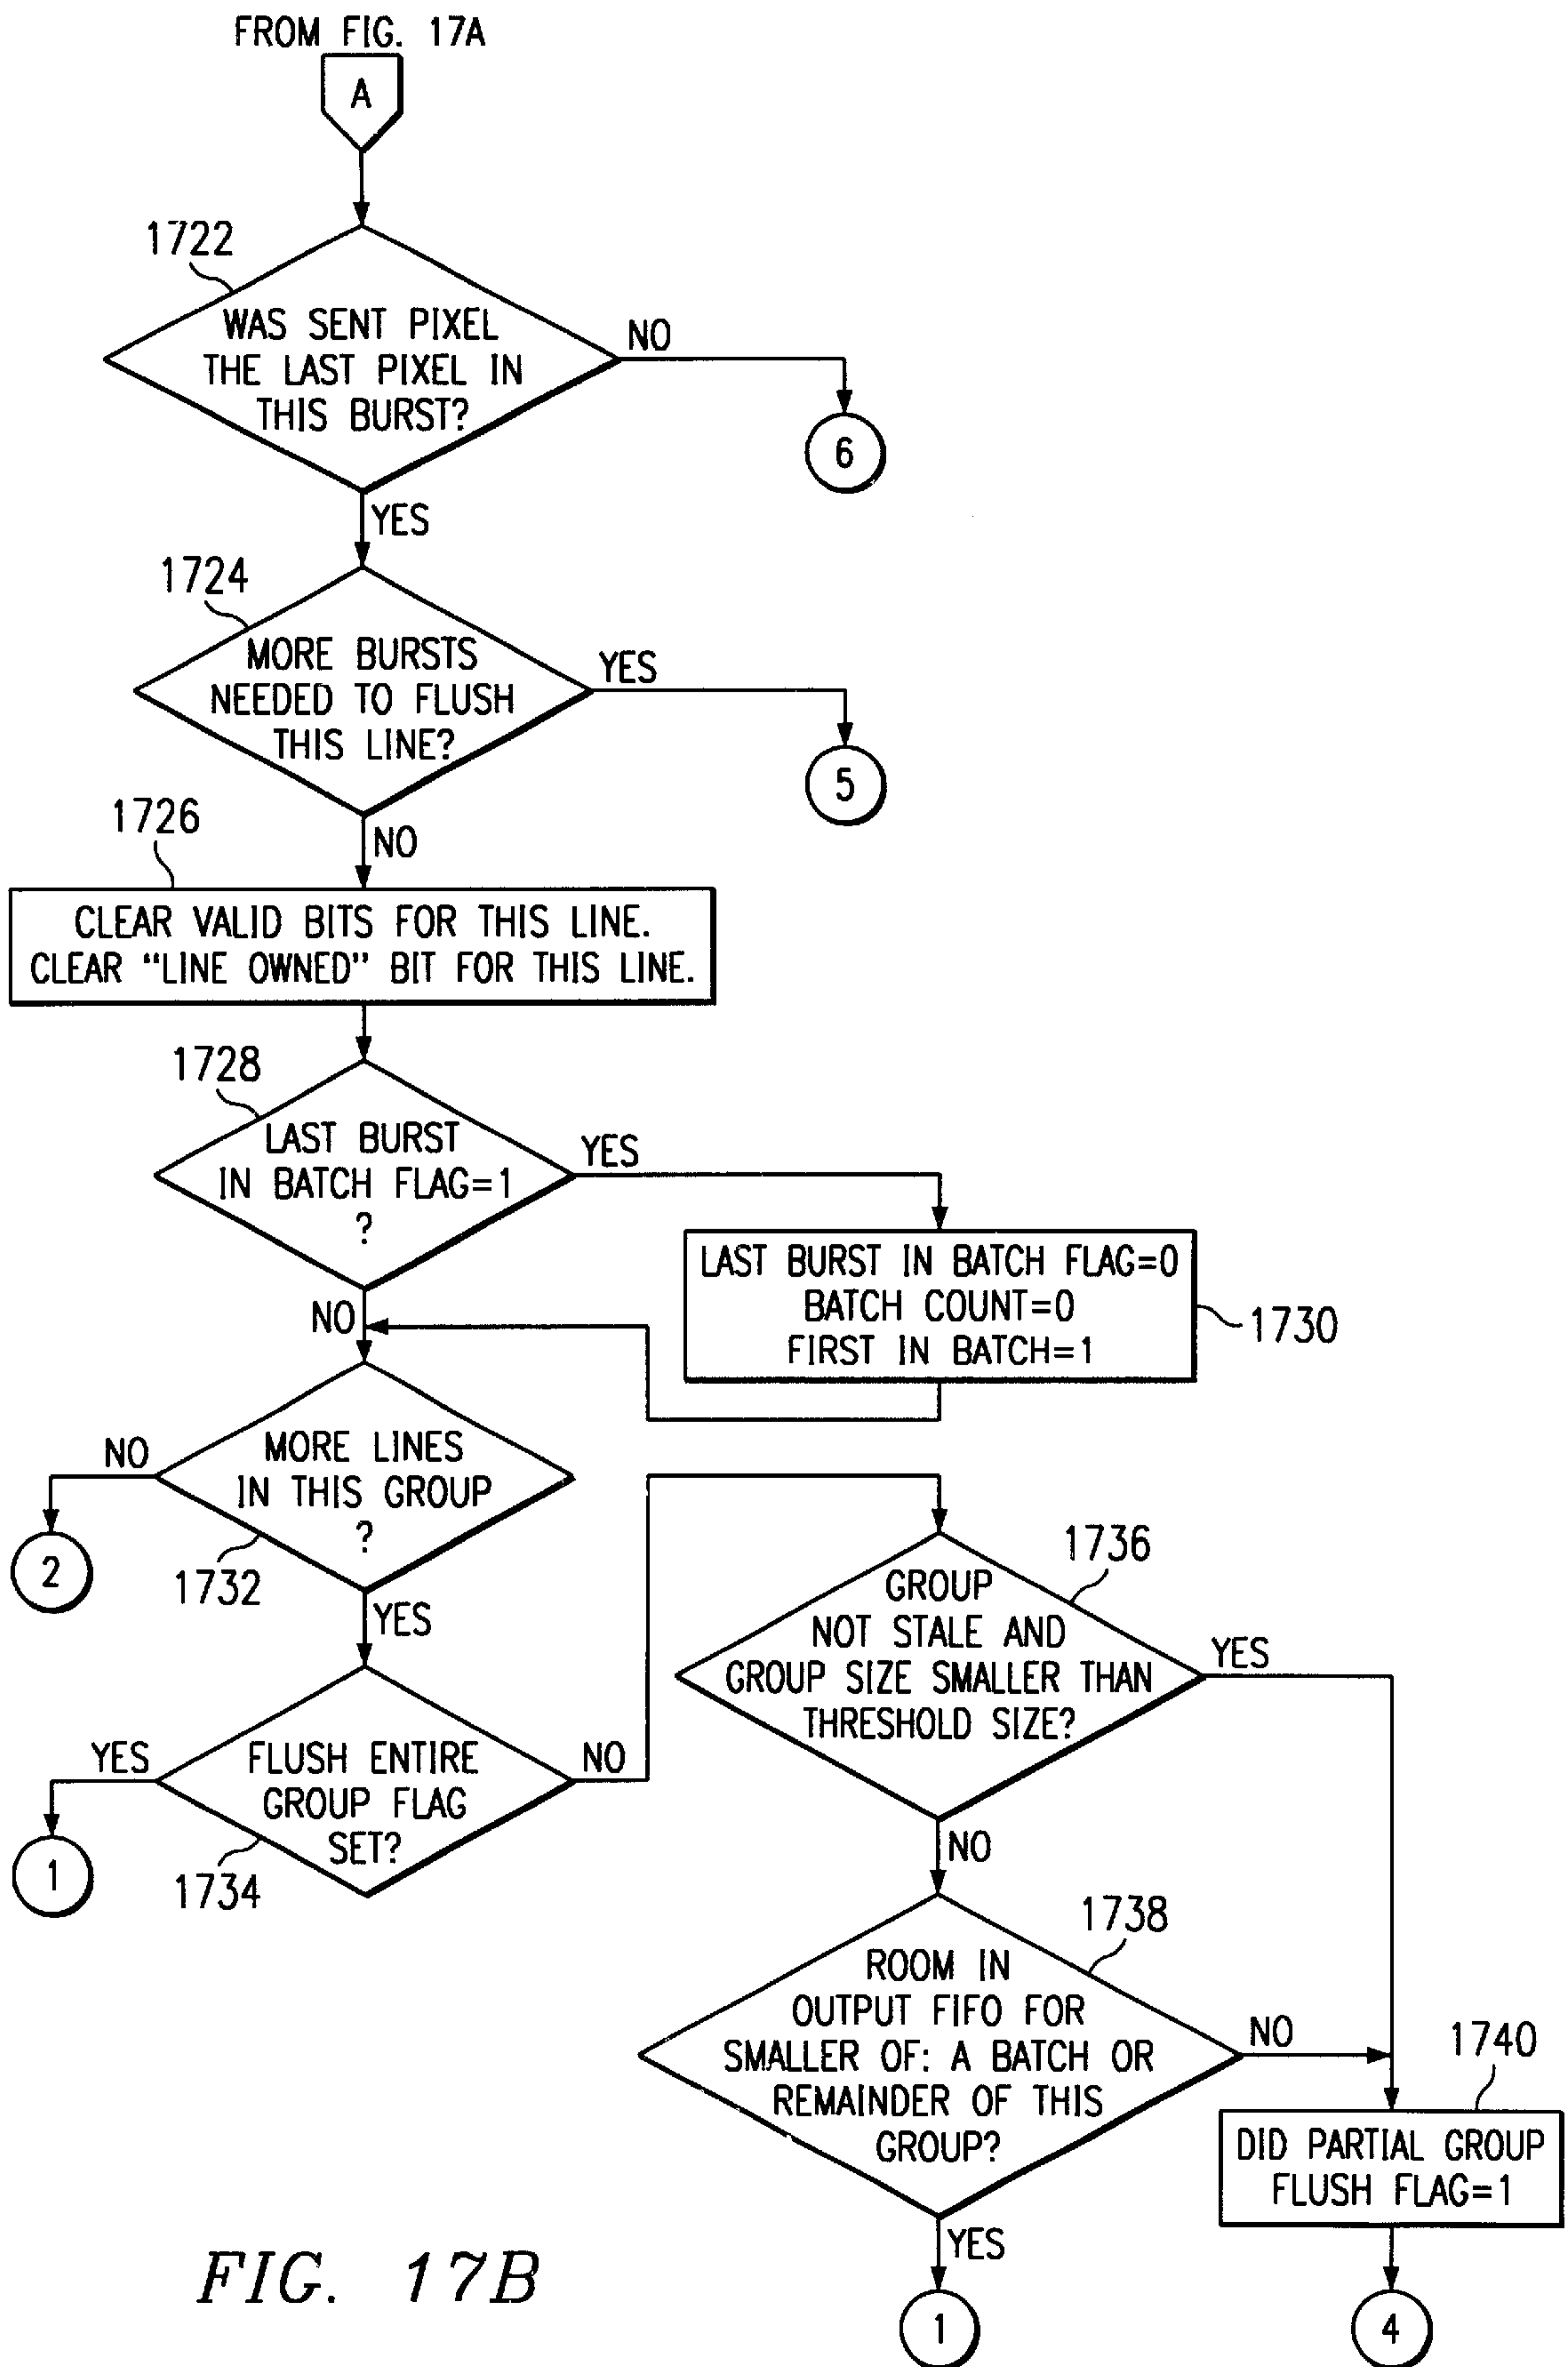 FROM FIG. 17A
A
1722
WAS SENT PIXEL
THE LAST PIXEL IN
THIS BURST?
NO
6
YES
1724
MORE BURSTS
NEEDED TO FLUSH
THIS LINE?
YES
5
NO
1726
CLEAR VALID BITS FOR THIS LINE.
CLEAR “LINE OWNED” BIT FOR THIS LINE.
1728
LAST BURST
IN BATCH FLAG=1
?
YES
LAST BURST IN BATCH FLAG=0
BATCH COUNT=0
FIRST IN BATCH=1
1730
NO
MORE LINES
IN THIS GROUP
?
NO
2
1732
YES
FLUSH ENTIRE
GROUP FLAG
SET?
YES
1
1734
NO
1736
GROUP
NOT STALE AND
GROUP SIZE SMALLER THAN
THRESHOLD SIZE?
YES
NO
1738
ROOM IN
OUTPUT FIFO FOR
SMALLER OF: A BATCH OR
REMAINDER OF THIS
GROUP?
NO
1740
DID PARTIAL GROUP
FLUSH FLAG=1
YES
1
4
FIG. 17B